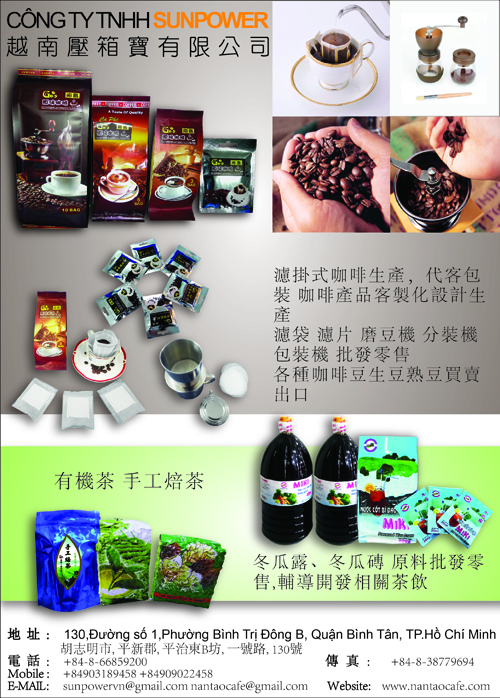 CÔNG TY TNHH SUNPOWER
越南壓箱寶有限公司
濾掛式咖啡生產，代客包
裝 咖啡產品客製化設計生
產
濾袋 濾片 磨豆機 分裝機
包裝機 批發零售
各種咖啡豆生豆熟豆買賣
出口
有機茶 手工焙茶
MIKI
NƯỚC CỐT BÍ ĐAO
Miki
冬瓜露、冬瓜磚 原料批發零
售,輔導開發相關茶飲
地 址 : 130,Đường số 1,Phường Bình Trị Đông B, Quận Bình Tân, TP.Hồ Chí Minh
胡志明市, 平新郡, 平治東B坊, 一號路, 130號
電 話 : +84-8-66859200 傳 真 : +84-8-38779694
Mobile : +84903189458 +84909022458
E-MAIL: sunpowervn@gmail.com nantaocafe@gmail.com Website: www.nantaocafe.com